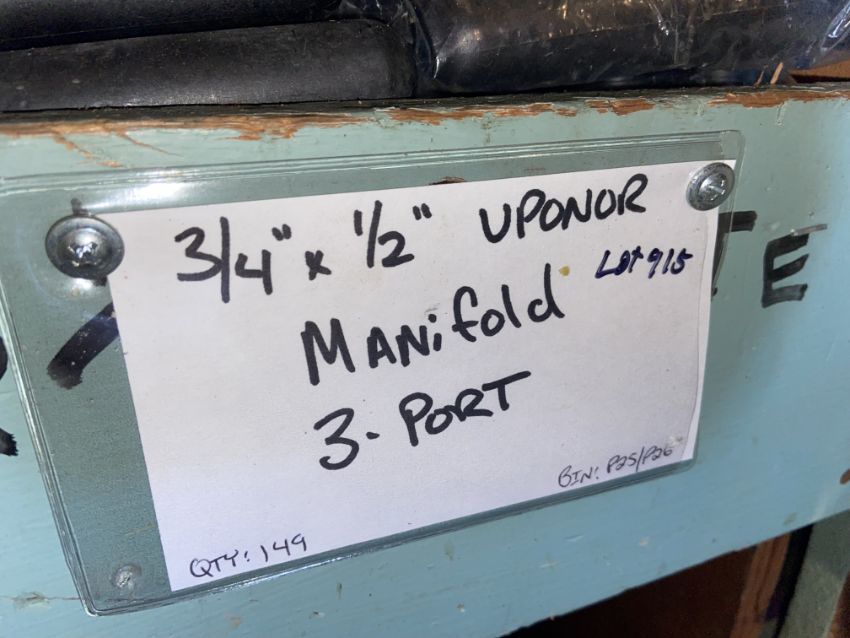 3/4" x 1/2" UPONOR
Lot 915
MANifold
3-PORT
BIN: P25/P26
QTY: 149